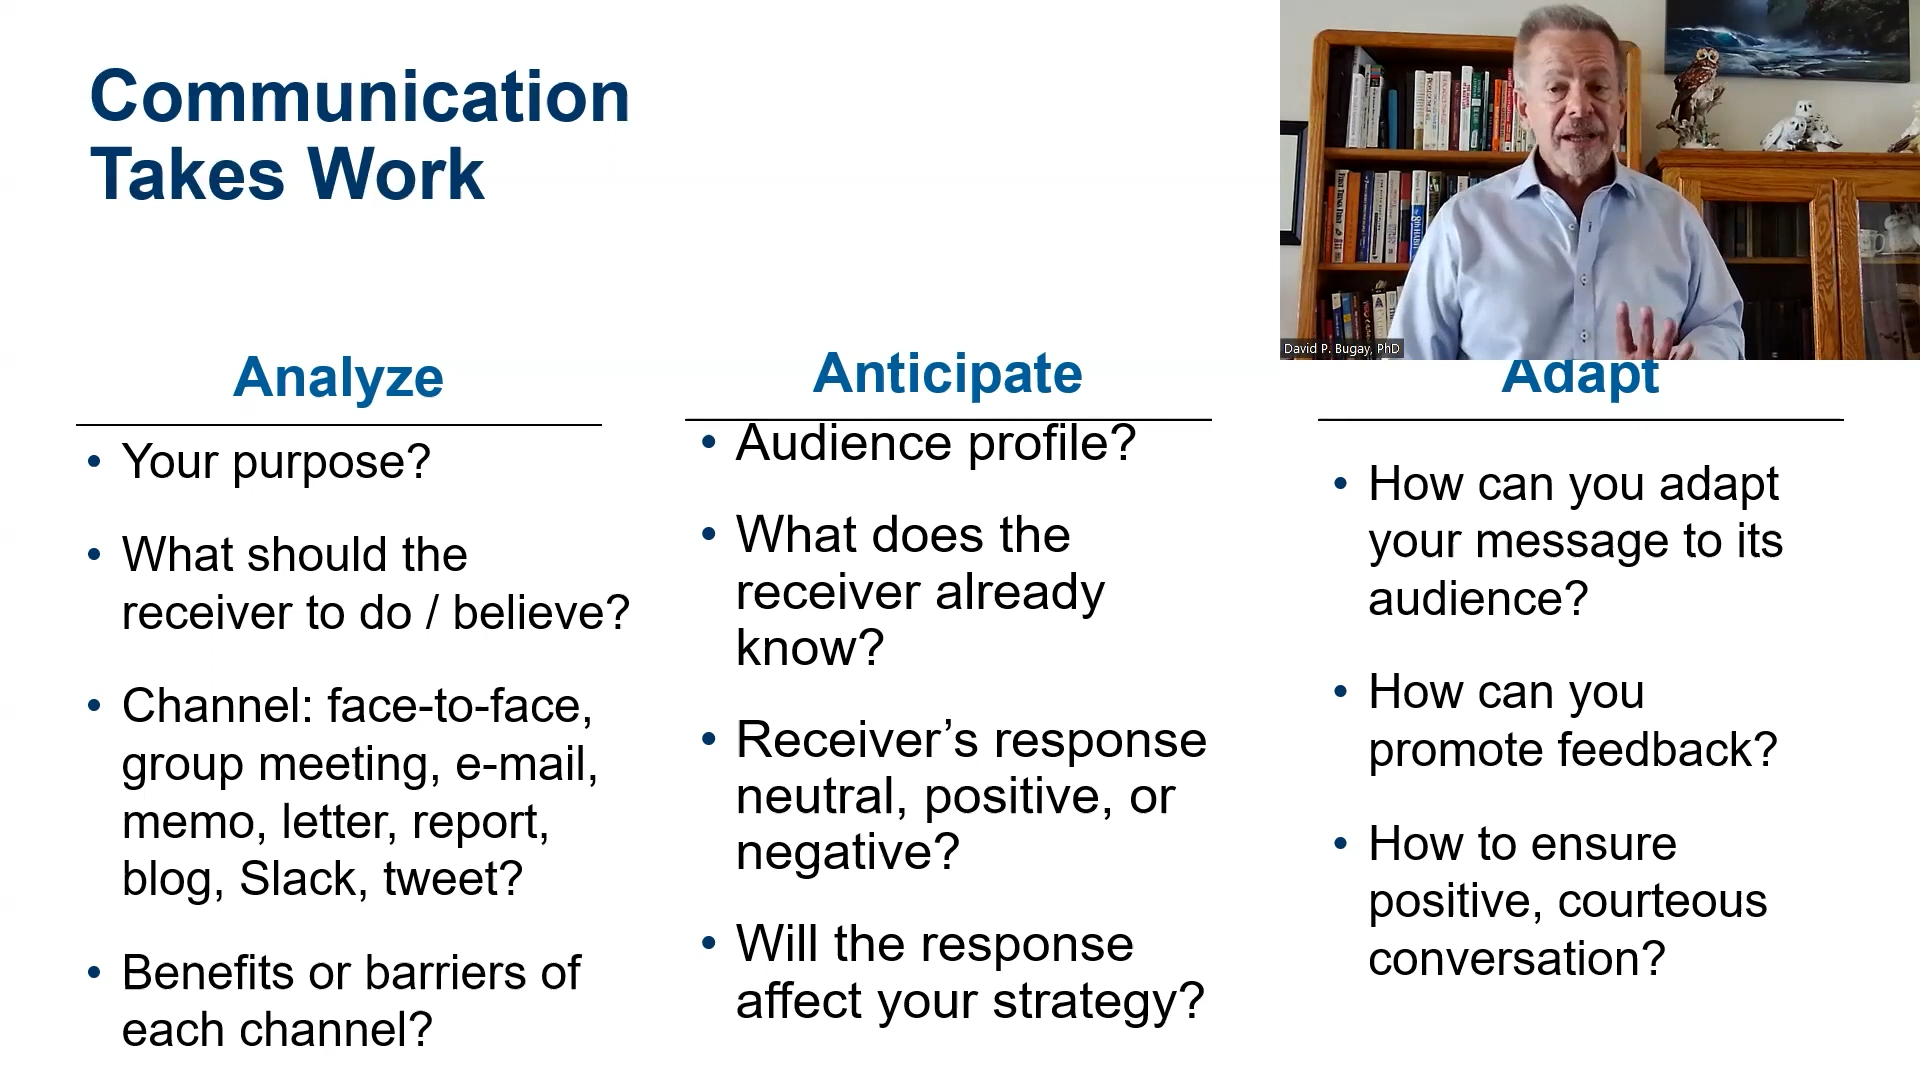 Communication
Takes Work
David P. Bugay, PhD
Analyze
• Your purpose?
• What should the
receiver to do / believe?
• Channel: face-to-face,
group meeting, e-mail,
memo, letter, report,
blog, Slack, tweet?
• Benefits or barriers of
each channel?
Anticipate
• Audience profile?
• What does the
receiver already
know?
• Receiver’s response
neutral, positive, or
negative?
• Will the response
affect your strategy?
Adapt
• How can you adapt
your message to its
audience?
• How can you
promote feedback?
• How to ensure
positive, courteous
conversation?